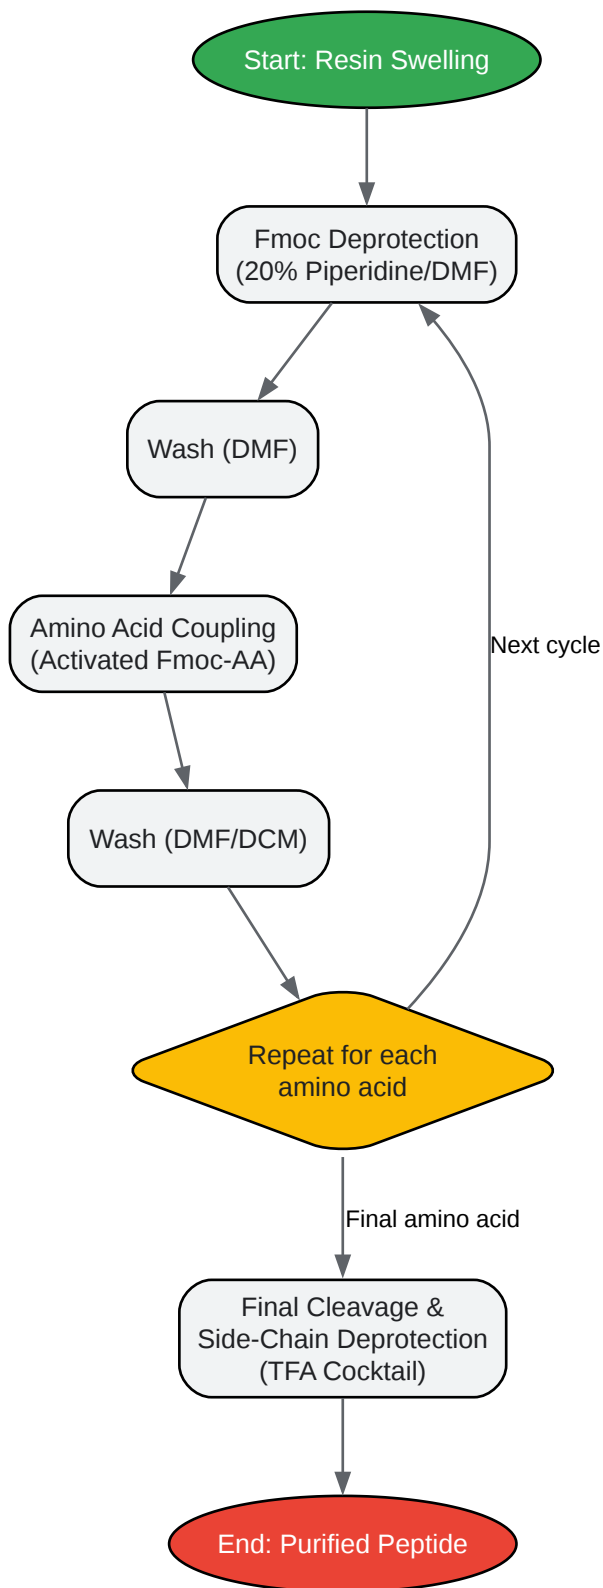 Start: Resin Swelling
Fmoc Deprotection
(20% Piperidine/DMF)
Wash (DMF)
Amino Acid Coupling
(Activated Fmoc-AA)
Next cycle
Wash (DMF/DCM)
Repeat for each
amino acid
Final amino acid
Final Cleavage &
Side-Chain Deprotection
(TFA Cocktail)
End: Purified Peptide